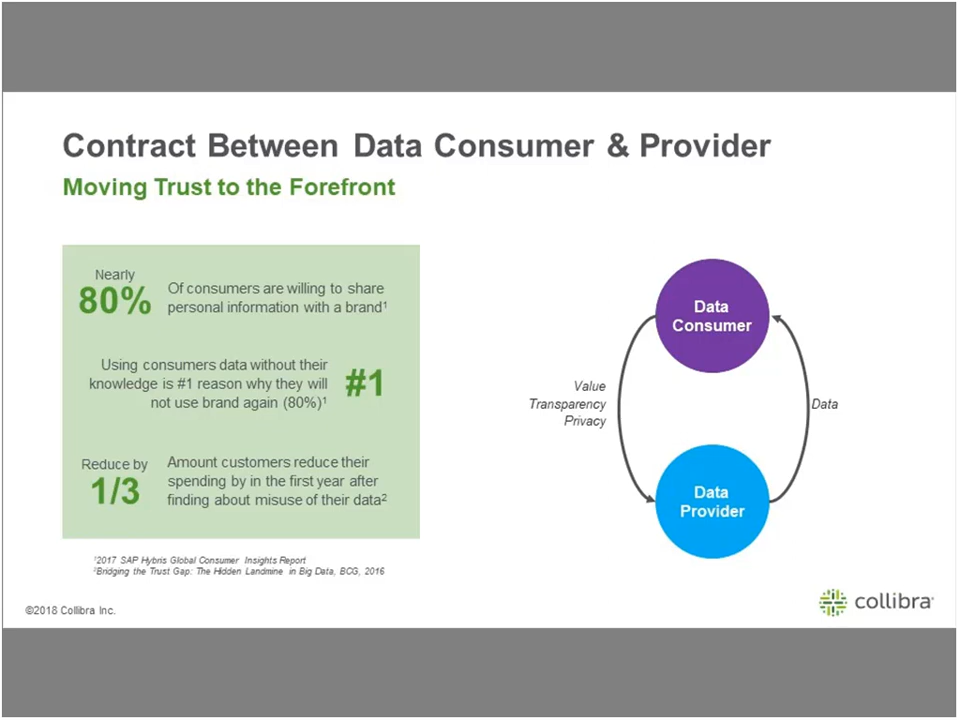 Contract Between Data Consumer & Provider
Moving Trust to the Forefront
Nearly
80%
Of consumers are willing to share
personal information with a brand¹
Using consumers data without their
knowledge is #1 reason why they will
not use brand again (80%)¹
#1
Reduce by
1/3
Amount customers reduce their
spending by in the first year after
finding about misuse of their data²
¹2017 SAP Hybris Global Consumer Insights Report
²Bridging the Trust Gap: The Hidden Landmine in Big Data, BCG, 2016
Data
Consumer
Value
Transparency
Privacy
Data
Data
Provider
©2018 Collibra Inc.
collibra